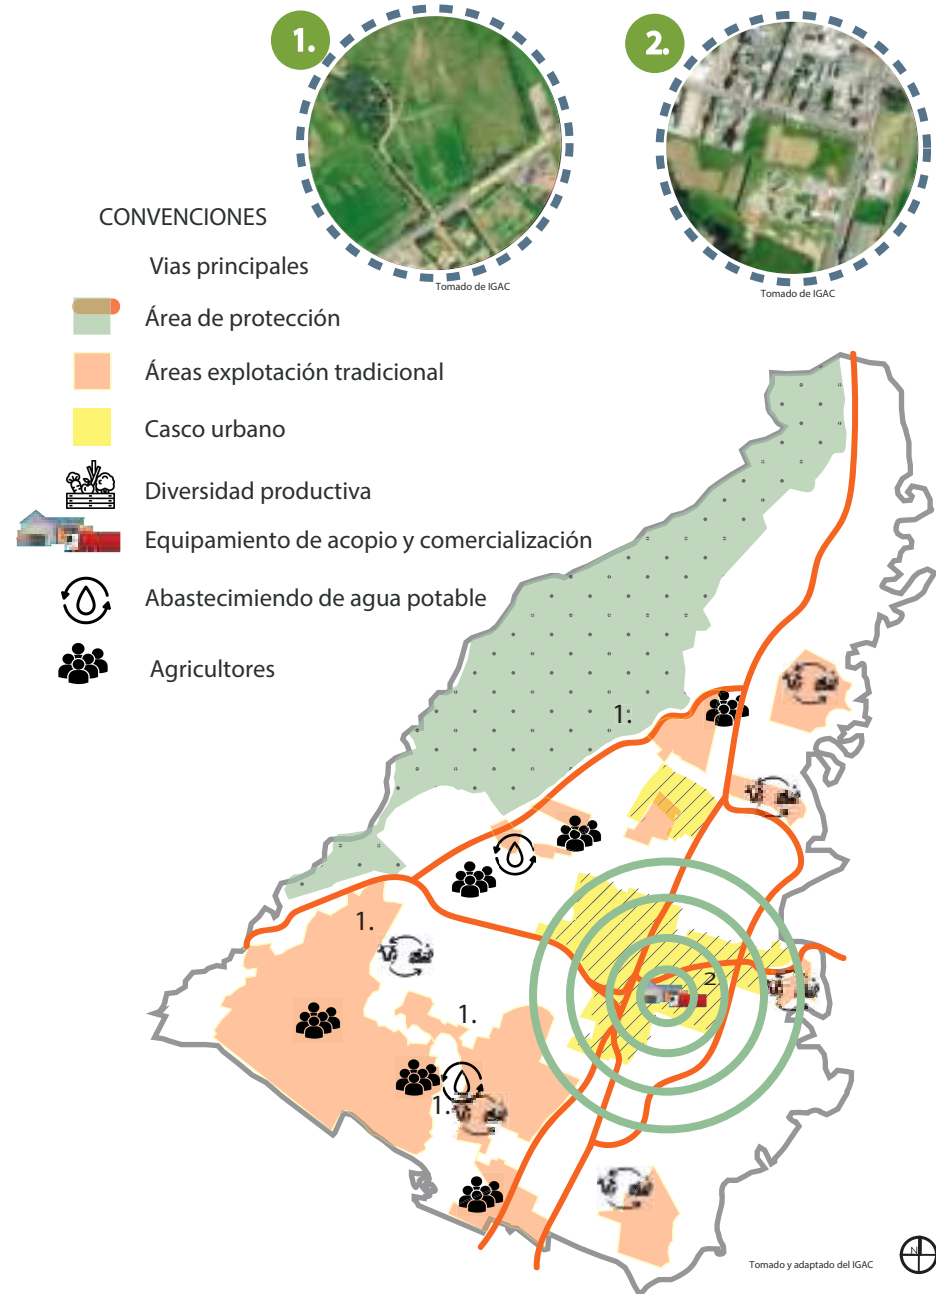 1.
2.
Tomado de IGAC
Tomado de IGAC
CONVENCIONES
Vias principales
Área de protección
Áreas explotación tradicional
Casco urbano
Diversidad productiva
Equipamiento de acopio y comercialización
Abastecimiendo de agua potable
Agricultores
1.
1.
2
1.
1.
Tomado y adaptado del IGAC
N